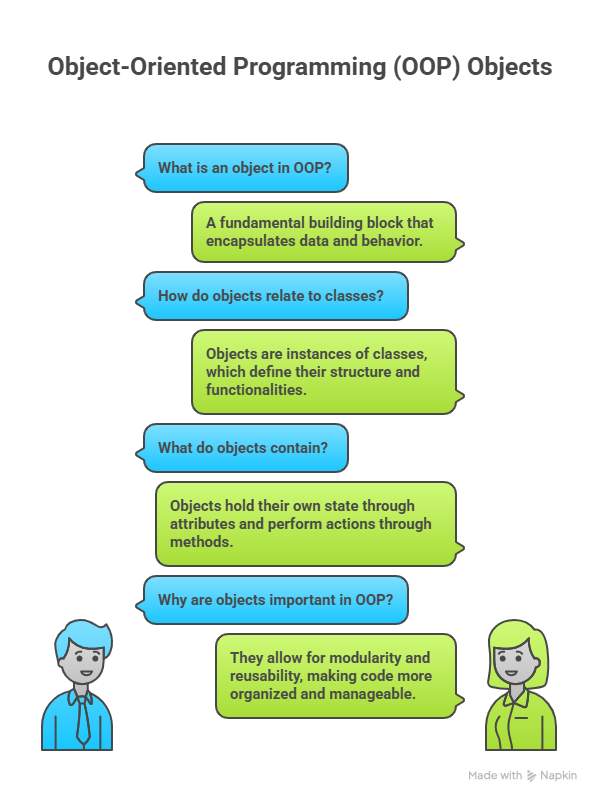 Object-Oriented Programming (OOP) Objects
What is an object in OOP?
A fundamental building block that
encapsulates data and behavior.
How do objects relate to classes?
Objects are instances of classes,
which define their structure and
functionalities.
What do objects contain?
Objects hold their own state through
attributes and perform actions through
methods.
Why are objects important in OOP?
They allow for modularity and
reusability, making code more
organized and manageable.
Made with Napkin